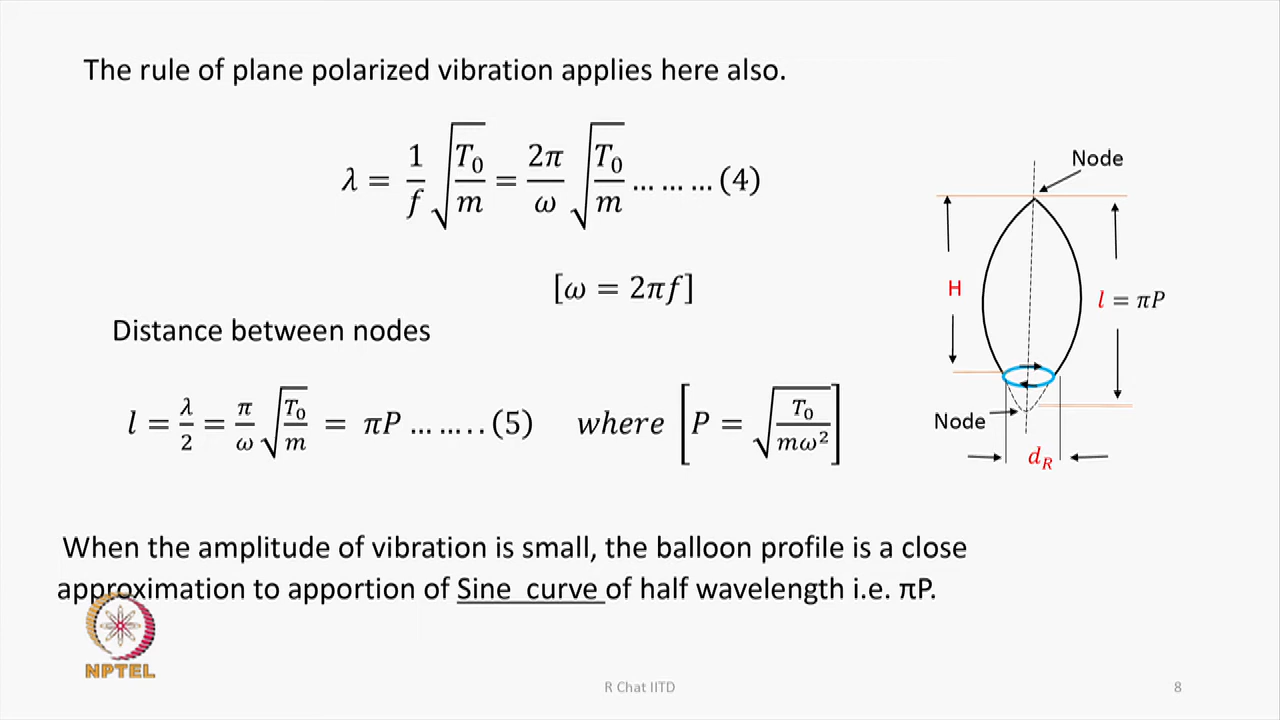 The rule of plane polarized vibration applies here also.
λ = 1/f √(T₀/m) = 2π/ω √(T₀/m) … … … (4)
[ω = 2πf]
Distance between nodes
l = λ/2 = π/ω √(T₀/m) = πP … … . . (5) where [P = √(T₀/mω²)]
Node
H
l = πP
Node
d_R
When the amplitude of vibration is small, the balloon profile is a close
approximation to apportion of Sine curve of half wavelength i.e. πP.
NPTEL
R Chat IITD
8